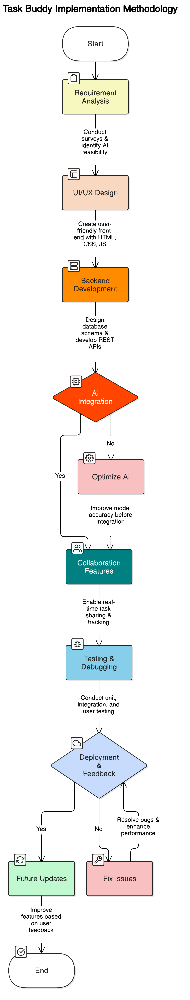 Task Buddy Implementation Methodology
Start
Requirement
Analysis
Conduct
surveys &
identify AI
feasibility
UI/UX Design
Create user-
friendly front-
end with HTML,
CSS, JS
Backend
Development
Design
database
schema &
develop REST
APIs
AI
Integration
No
Yes
Optimize AI
Improve model
accuracy before
integration
Collaboration
Features
Enable real-
time task
sharing &
tracking
Testing &
Debugging
Conduct unit,
integration, and
user testing
Deployment
&
Feedback
Yes
No
Resolve bugs &
enhance
performance
Future Updates
Fix Issues
Improve
features based
on user
feedback
End